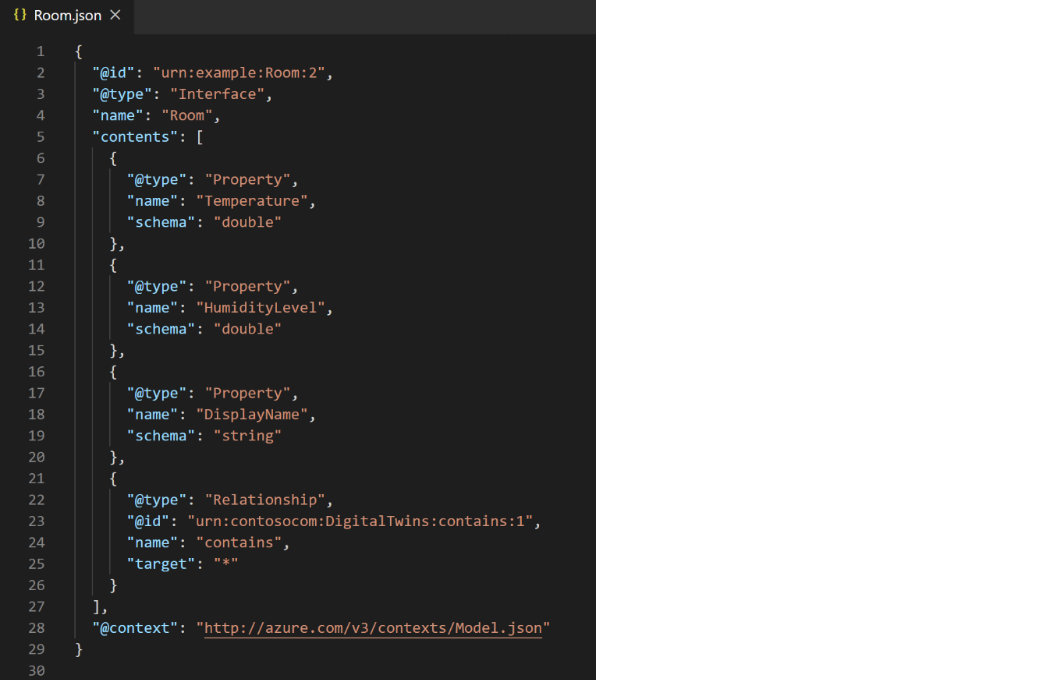 {} Room.json ×
1 {
2 "@id": "urn:example:Room:2",
3 "@type": "Interface",
4 "name": "Room",
5 "contents": [
6 {
7 "@type": "Property",
8 "name": "Temperature",
9 "schema": "double"
10 },
11 {
12 "@type": "Property",
13 "name": "HumidityLevel",
14 "schema": "double"
15 },
16 {
17 "@type": "Property",
18 "name": "DisplayName",
19 "schema": "string"
20 },
21 {
22 "@type": "Relationship",
23 "@id": "urn:contosocom:DigitalTwins:contains:1",
24 "name": "contains",
25 "target": "*"
26 }
27 ],
28 "@context": "http://azure.com/v3/contexts/Model.json"
29 }
30